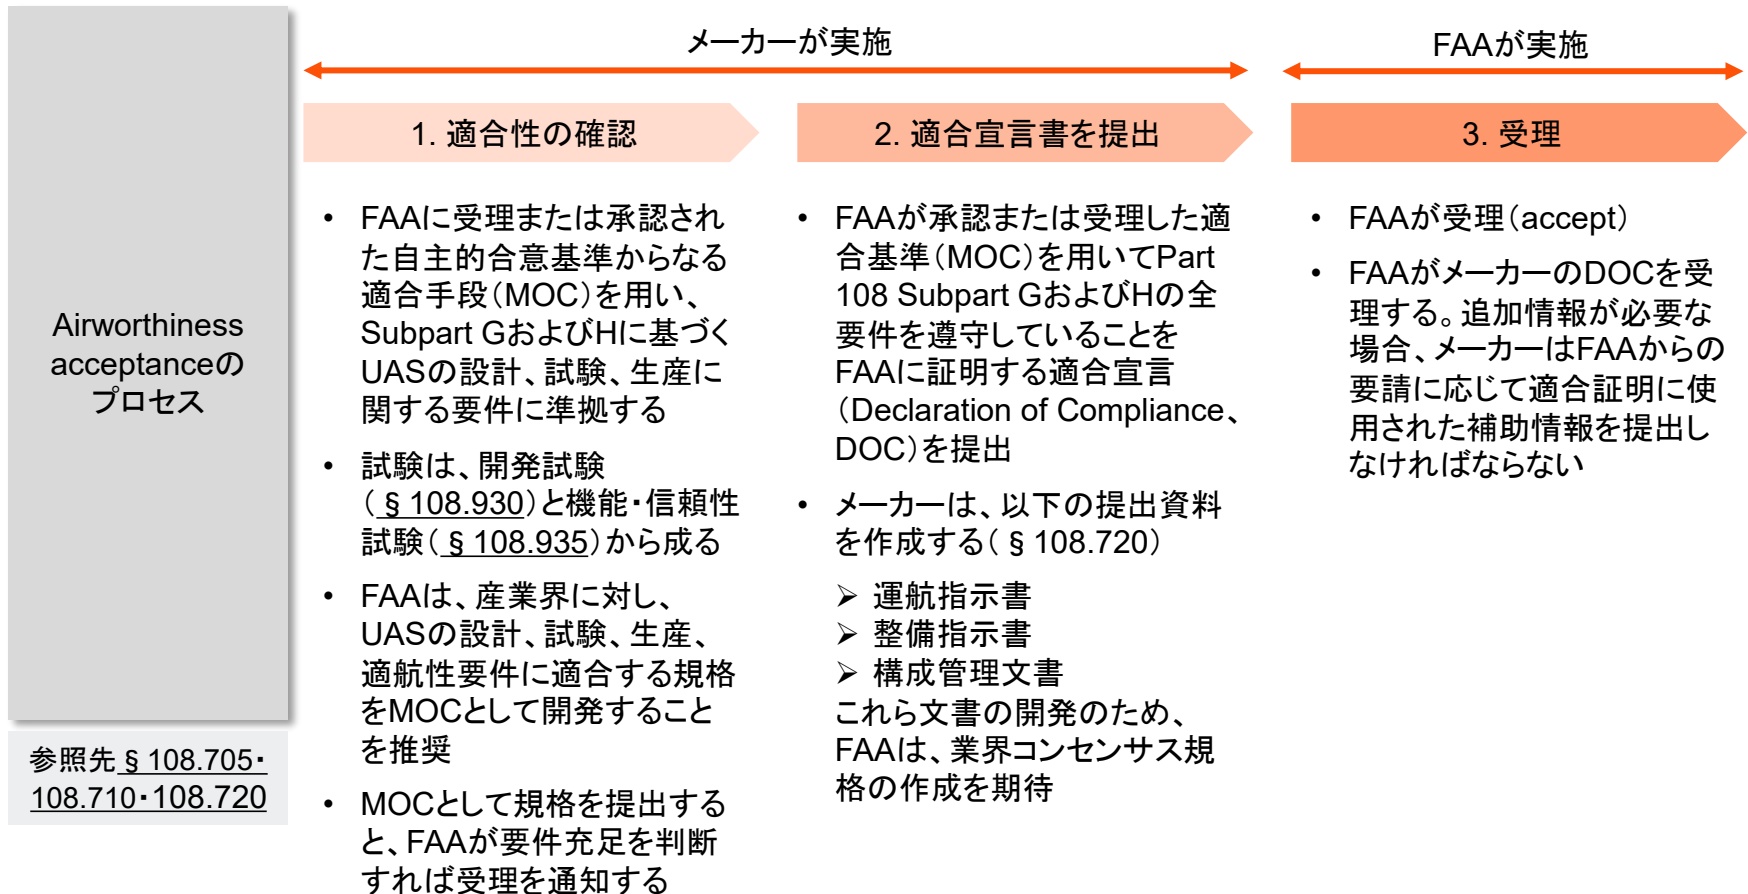 Airworthiness
acceptanceの
プロセス
参照先§108.705・
108.710・108.720
メーカーが実施
FAAが実施
1. 適合性の確認
• FAAに受理または承認され
た自主的合意基準からなる
適合手段（MOC）を用い、
Subpart GおよびHに基づく
UASの設計、試験、生産に
関する要件に準拠する
• 試験は、開発試験
（§108.930）と機能・信頼性
試験（§108.935）から成る
• FAAは、産業界に対し、
UASの設計、試験、生産、
適航性要件に適合する規格
をMOCとして開発すること
を推奨
• MOCとして規格を提出する
と、FAAが要件充足を判断
すれば受理を通知する
2. 適合宣言書を提出
• FAAが承認または受理した適
合基準（MOC）を用いてPart
108 Subpart GおよびHの全
要件を遵守していることを
FAAに証明する適合宣言
（Declaration of Compliance、
DOC）を提出
• メーカーは、以下の提出資料
を作成する（§108.720）
➢ 運航指示書
➢ 整備指示書
➢ 構成管理文書
これら文書の開発のため、
FAAは、業界コンセンサス規
格の作成を期待
3. 受理
• FAAが受理（accept）
• FAAがメーカーのDOCを受
理する。追加情報が必要な
場合、メーカーはFAAからの
要請に応じて適合証明に使
用された補助情報を提出し
なければならない